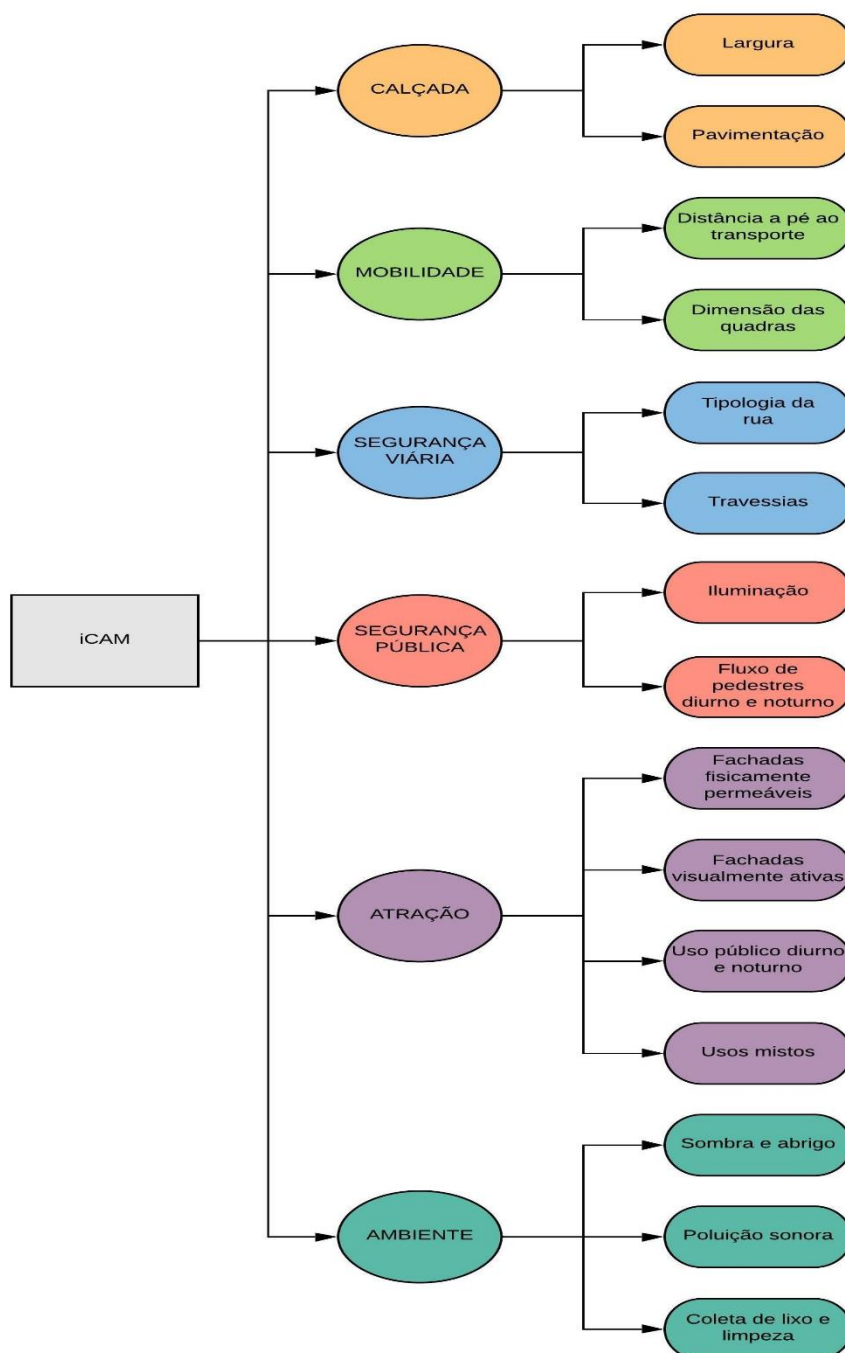 iCAM
CALÇADA
Largura
Pavimentação
MOBILIDADE
Distância a pé ao
transporte
Dimensão das
quadras
SEGURANÇA
VIÁRIA
Tipologia da
rua
Travessias
SEGURANÇA
PÚBLICA
Iluminação
Fluxo de
pedestres
diurno e noturno
ATRAÇÃO
Fachadas
fisicamente
permeáveis
Fachadas
visualmente ativas
Uso público diurno
e noturno
Usos mistos
AMBIENTE
Sombra e abrigo
Poluição sonora
Coleta de lixo e
limpeza